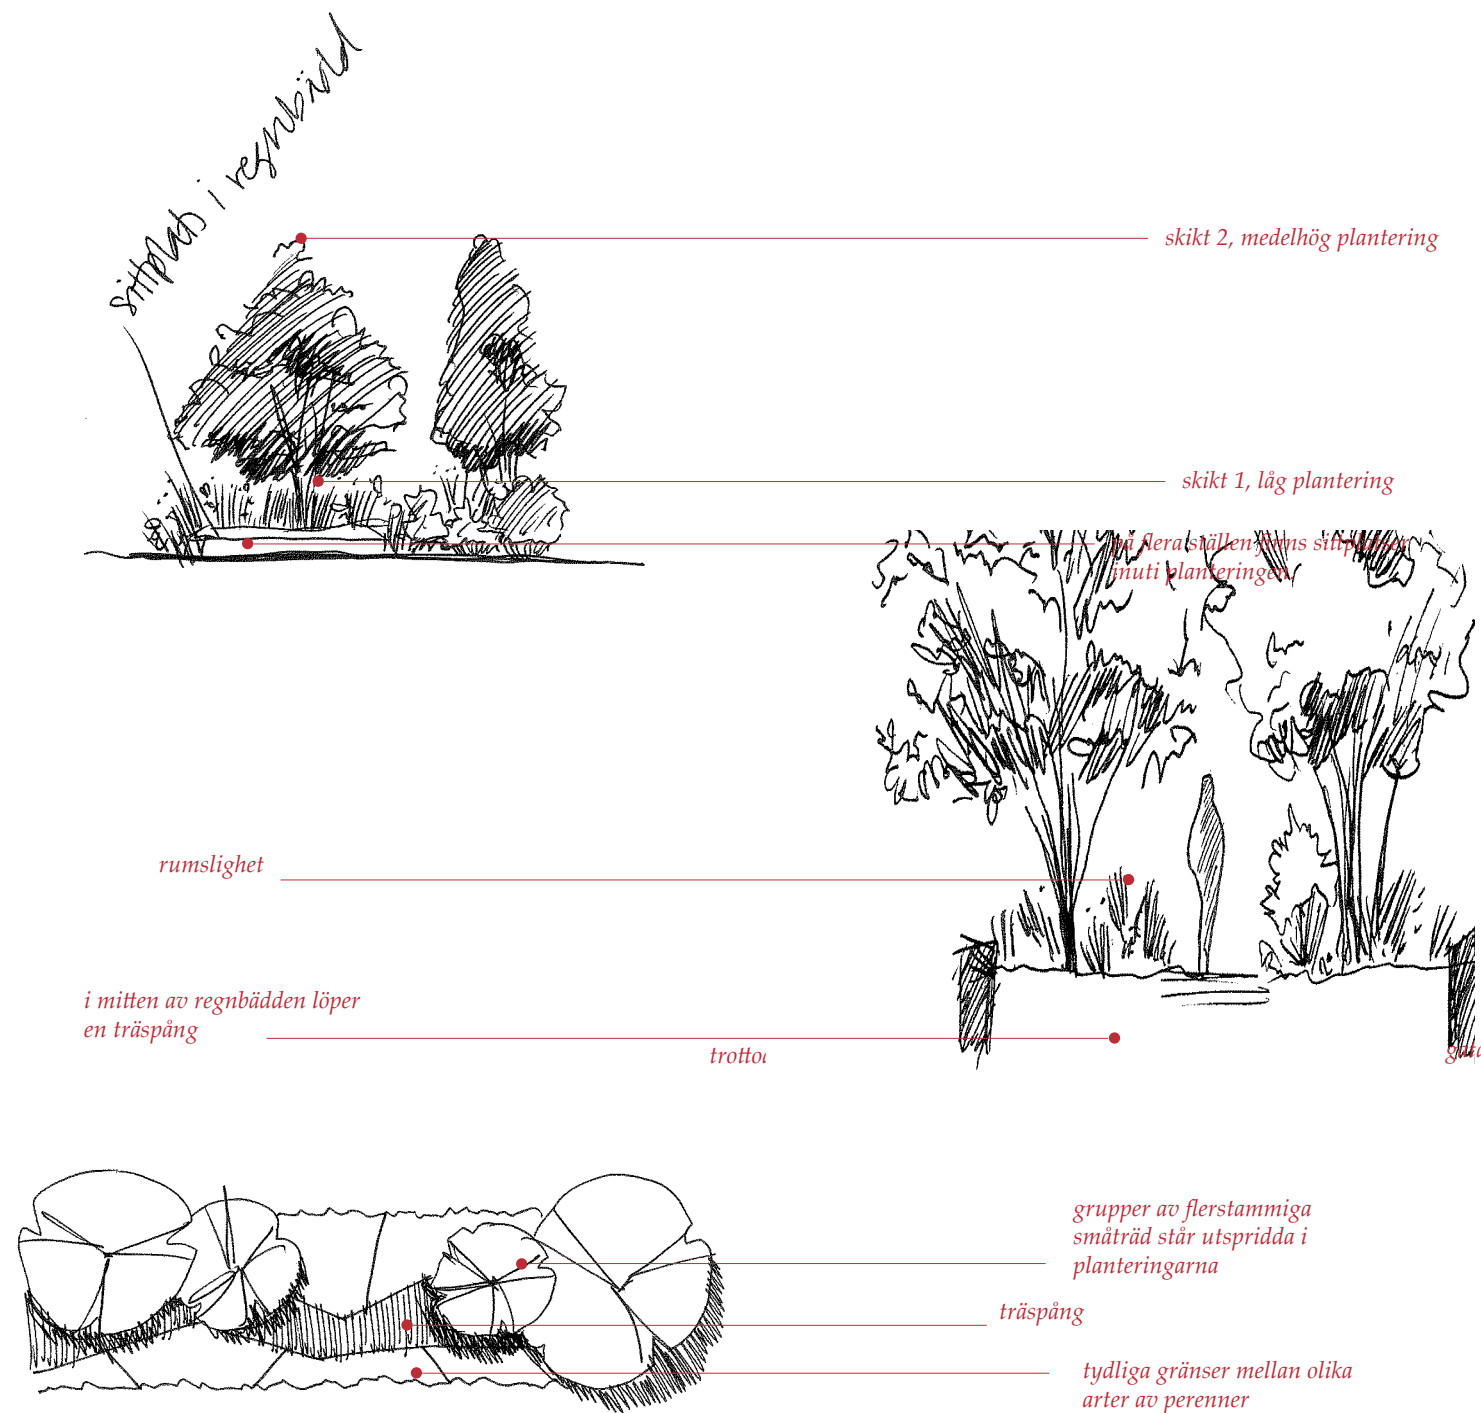 sittplats i regnbädd
skikt 2, medelhög plantering
skikt 1, låg plantering
på flera ställen finns sittplatser
inuti planteringen
rumslighet
i mitten av regnbädden löper
en träspång
trottoa
gata
grupper av flerstammiga
småträd står utspridda i
planteringarna
träspång
tydliga gränser mellan olika
arter av perenner